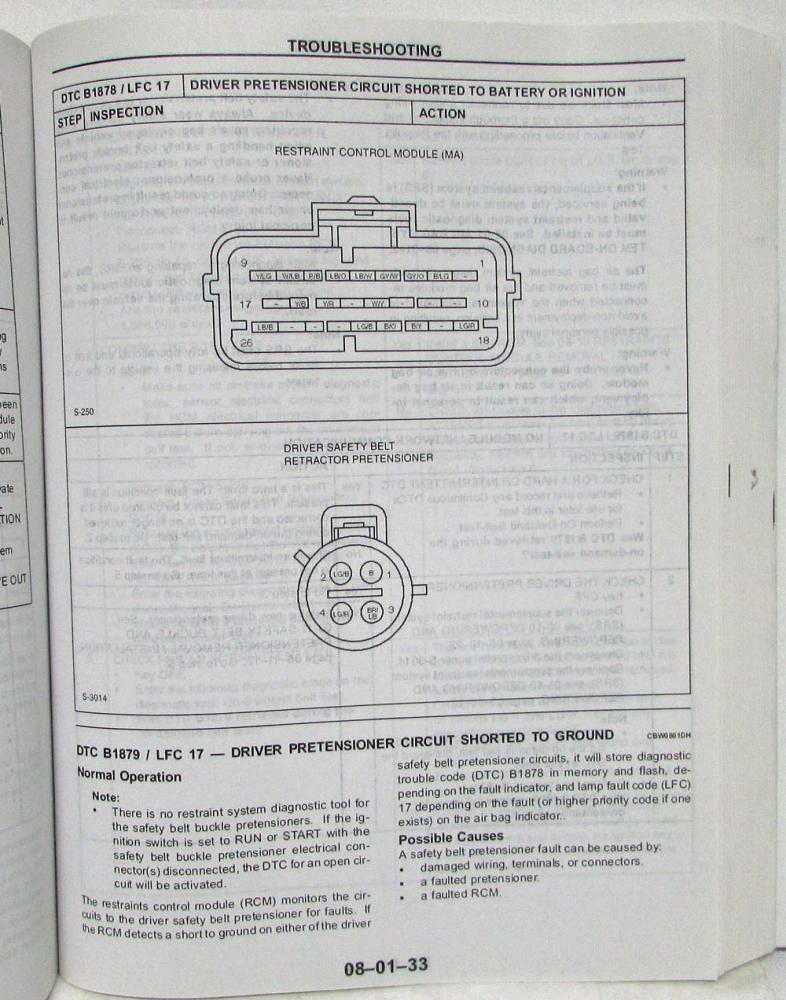 TROUBLESHOOTING
DTC B1878 / LFC 17 DRIVER PRETENSIONER CIRCUIT SHORTED TO BATTERY OR IGNITION
STEP INSPECTION ACTION
RESTRAINT CONTROL MODULE (MA)
9 1
Y/LG W/LB P/B LB/O LB/W GY/W GY/O B/LG -
17 - Y/B Y/R - W/Y - - - 10
LB/B - - - LG/B B/O B/Y - LG/R
26 18
S-250
DRIVER SAFETY BELT
RETRACTOR PRETENSIONER
2 LG/B B 1
4 LG/R BR/LB 3
S-3014
DTC B1879 / LFC 17 — DRIVER PRETENSIONER CIRCUIT SHORTED TO GROUND
Normal Operation
Note:
• There is no restraint system diagnostic tool for
the safety belt buckle pretensioners. If the ig-
nition switch is set to RUN or START with the
safety belt buckle pretensioner electrical con-
nector(s) disconnected, the DTC for an open cir-
cuit will be activated.
The restraints control module (RCM) monitors the cir-
cuits to the driver safety belt pretensioner for faults. If
the RCM detects a short to ground on either of the driver
safety belt pretensioner circuits, it will store diagnostic
trouble code (DTC) B1878 in memory and flash, de-
pending on the fault indicator, and lamp fault code (LFC)
17 depending on the fault (or higher priority code if one
exists) on the air bag indicator..
Possible Causes
A safety belt pretensioner fault can be caused by:
• damaged wiring, terminals, or connectors.
• a faulted pretensioner.
• a faulted RCM.
08–01–33